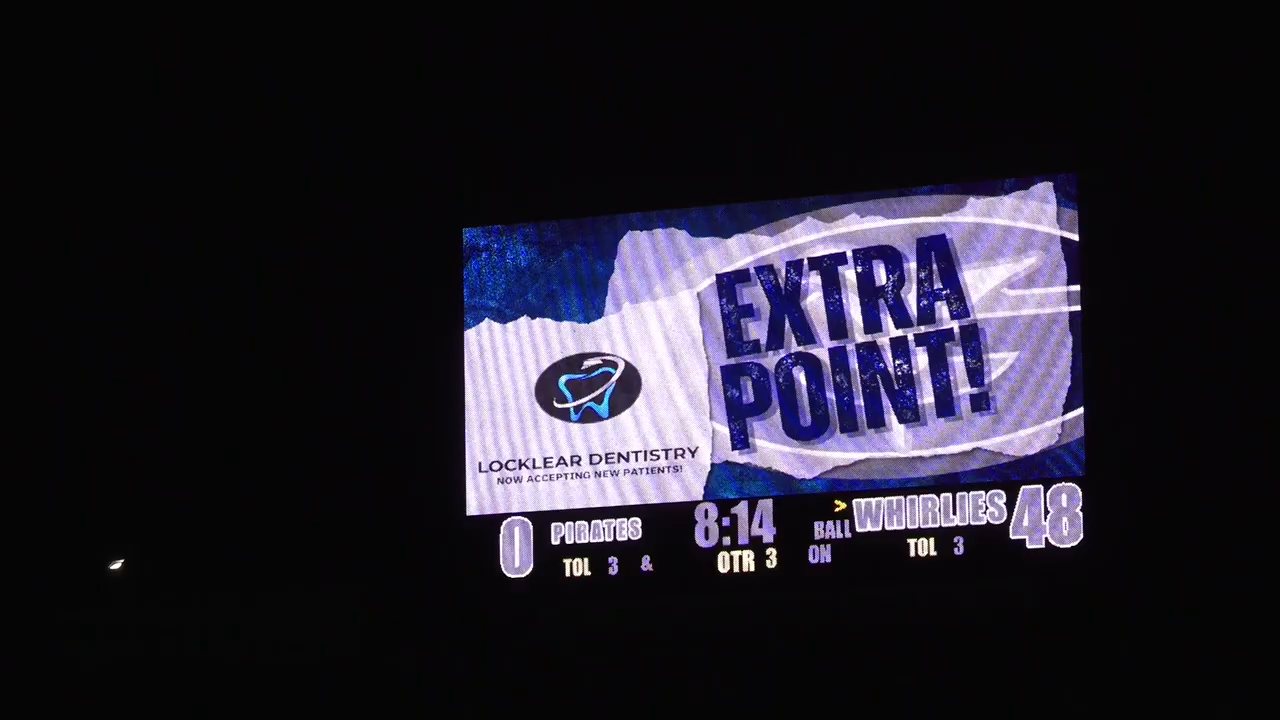 EXTRA
POINT!
LOCKLEAR DENTISTRY
NOW ACCEPTING NEW PATIENTS!
0 PIRATES 8:14 > WHIRLIES 48
TOL 3 & QTR 3 BALL ON TOL 3